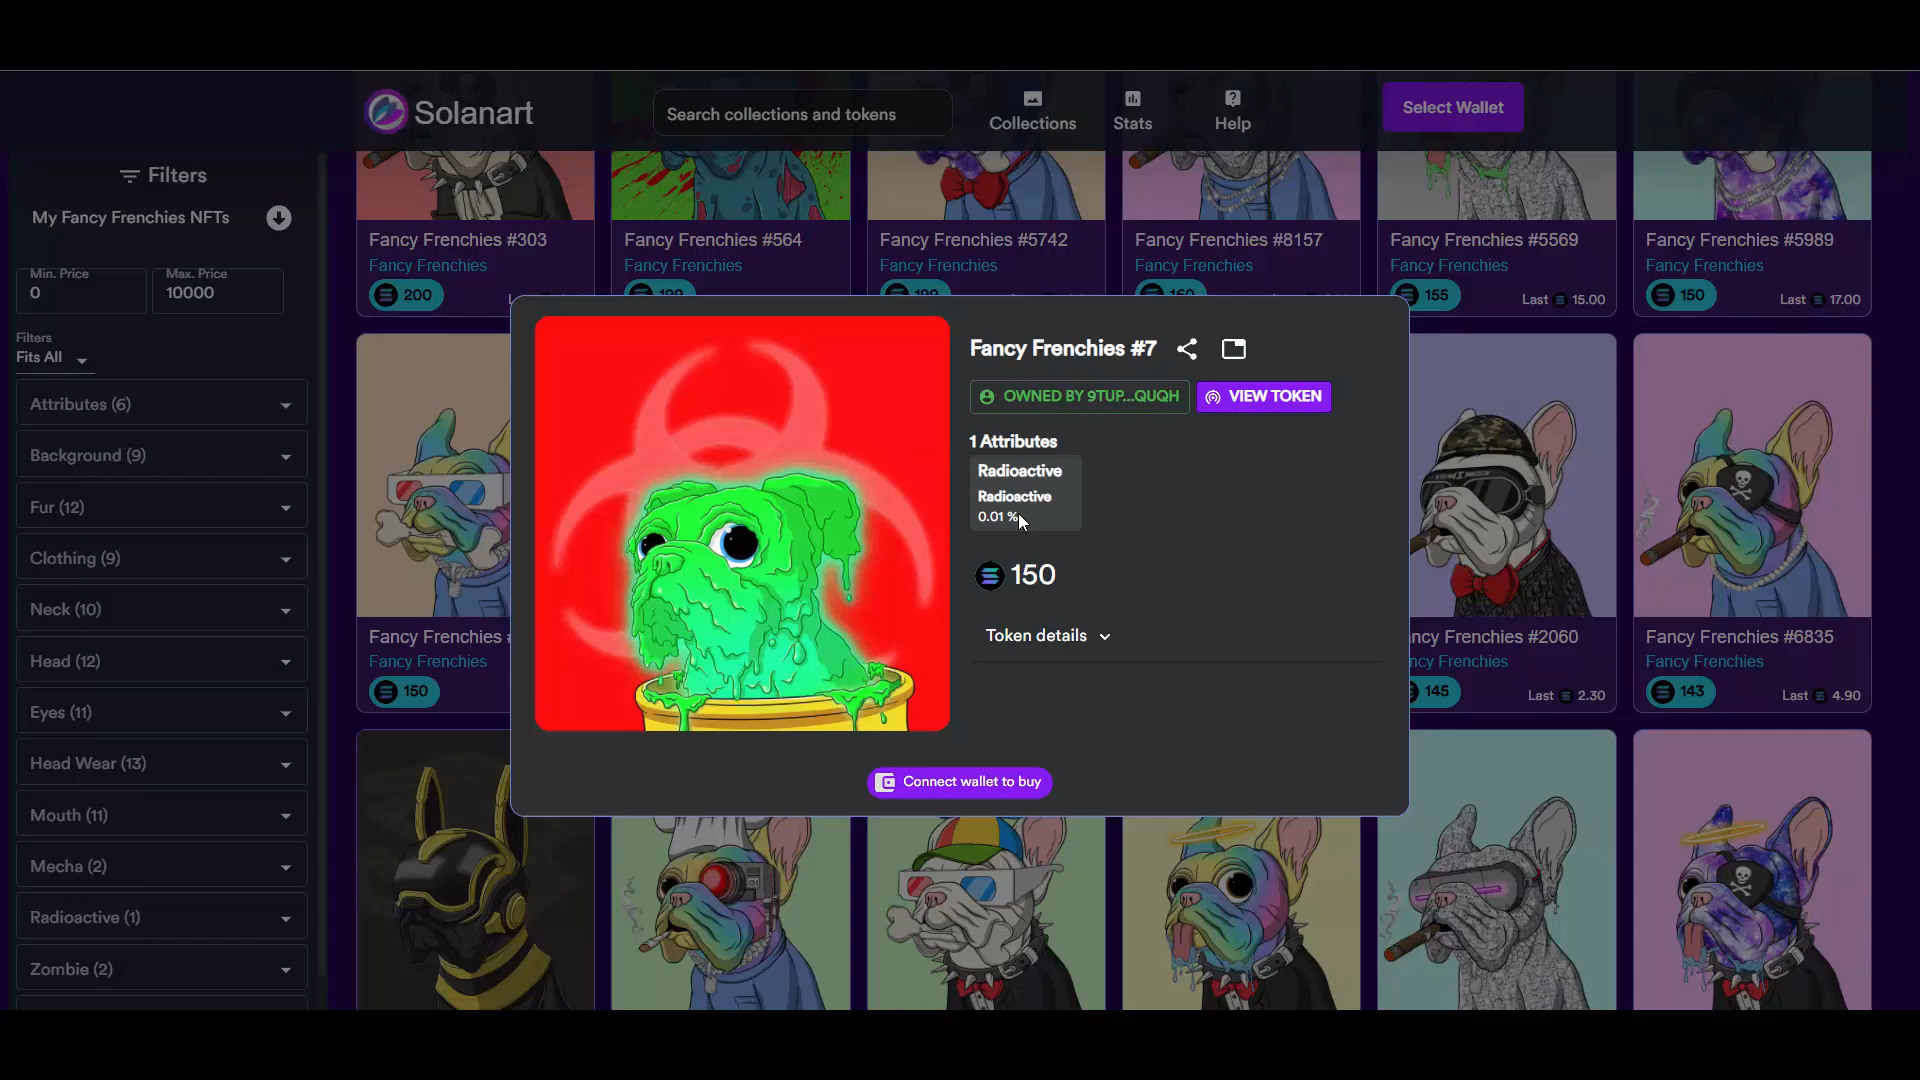 Solanart
Search collections and tokens
Collections
Stats
Help
Select Wallet
Filters
My Fancy Frenchies NFTs
Min. Price
0
Max. Price
10000
Filters
Fits All
Attributes (6)
Background (9)
Fur (12)
Clothing (9)
Neck (10)
Head (12)
Eyes (11)
Head Wear (13)
Mouth (11)
Mecha (2)
Radioactive (1)
Zombie (2)
Fancy Frenchies #303
Fancy Frenchies
200
Fancy Frenchies #564
Fancy Frenchies
199
Fancy Frenchies #5742
Fancy Frenchies
199
Fancy Frenchies #8157
Fancy Frenchies
160
Fancy Frenchies #5569
Fancy Frenchies
155 Last 15.00
Fancy Frenchies #5989
Fancy Frenchies
150 Last 17.00
Fancy Frenchies #7
OWNED BY 9TUP...QUQH
VIEW TOKEN
1 Attributes
Radioactive
Radioactive
0.01 %
150
Token details
Connect wallet to buy
Fancy Frenchies
Fancy Frenchies
150
#2060
Frenchies
145 Last 2.30
Fancy Frenchies #6835
Fancy Frenchies
143 Last 4.90